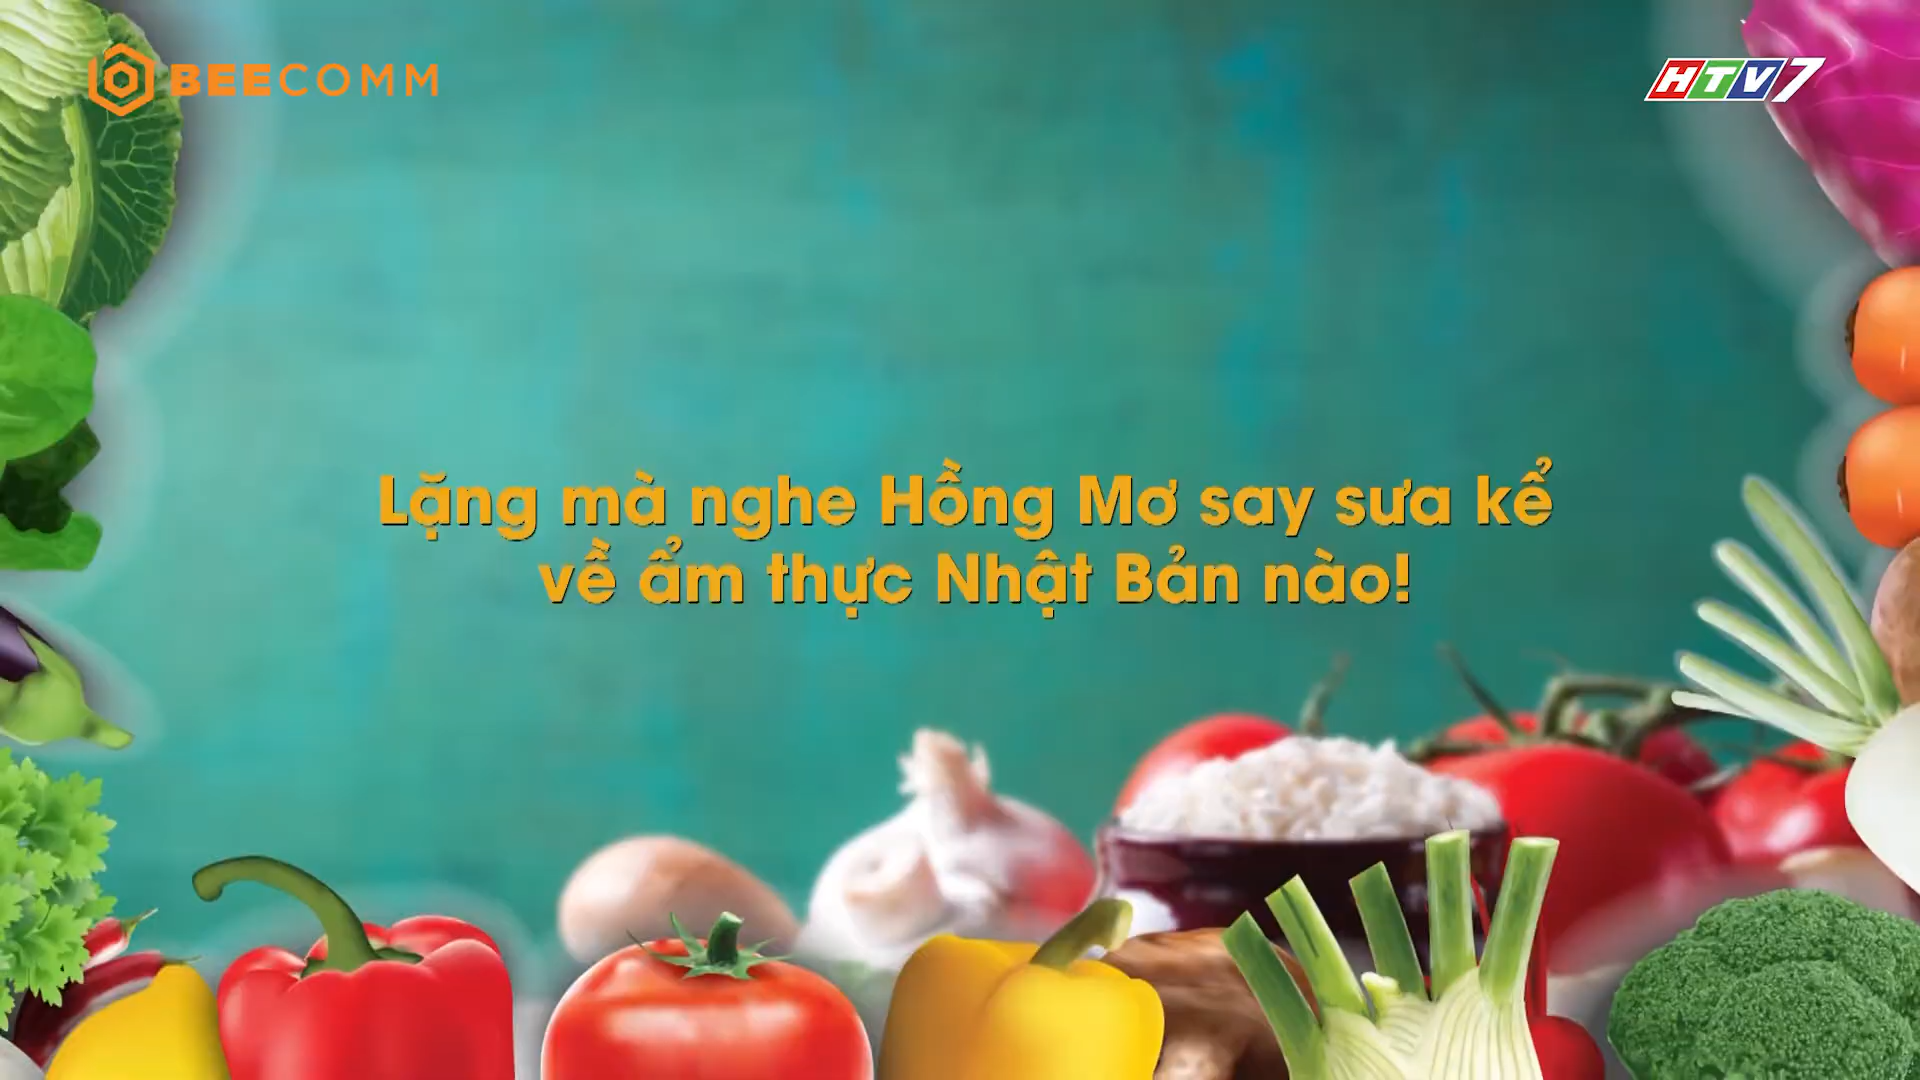 BEECOMM
HTV7
Lặng mà nghe Hồng Mơ say sưa kể
về ẩm thực Nhật Bản nào!